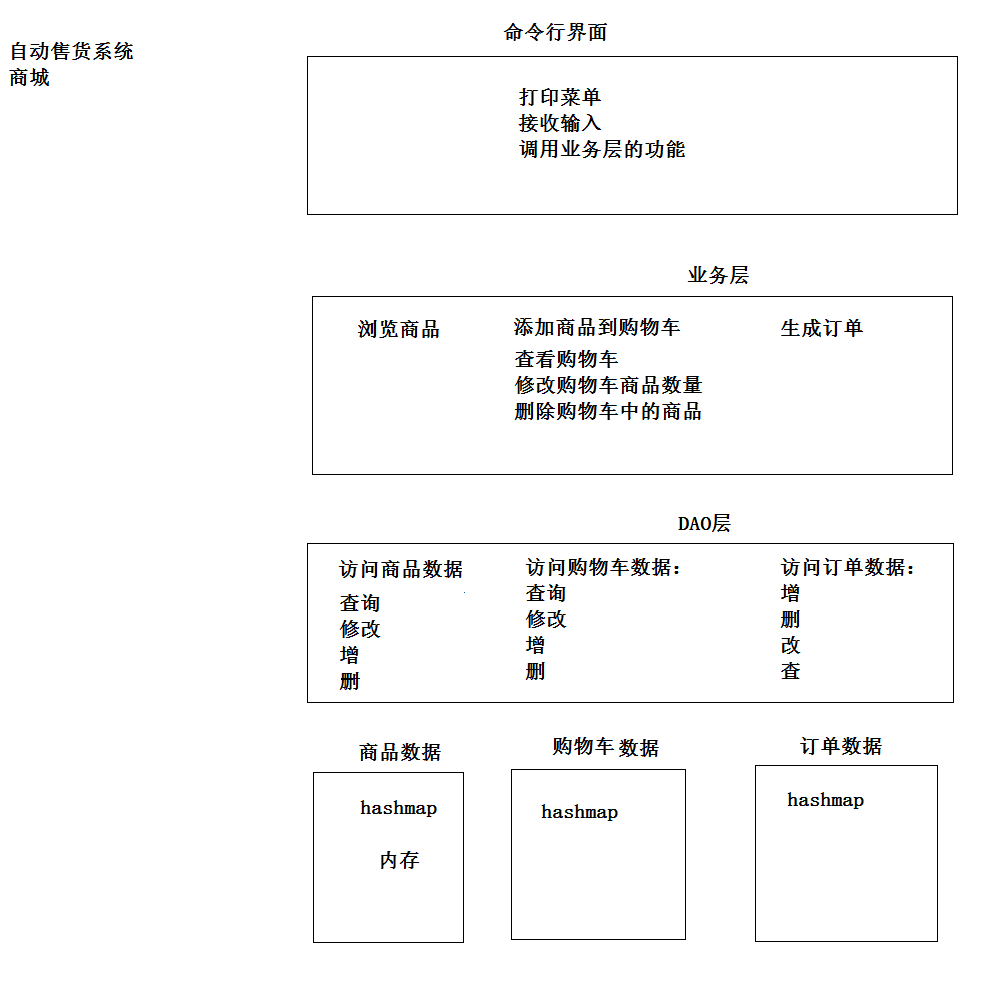 自动售货系统
商城
命令行界面
打印菜单
接收输入
调用业务层的功能
业务层
浏览商品
添加商品到购物车
查看购物车
修改购物车商品数量
删除购物车中的商品
生成订单
DAO层
访问商品数据
查询
修改
增
删
访问购物车数据：
查询
修改
增
删
访问订单数据：
增
删
改
查
商品数据
hashmap
内存
购物车数据
hashmap
订单数据
hashmap